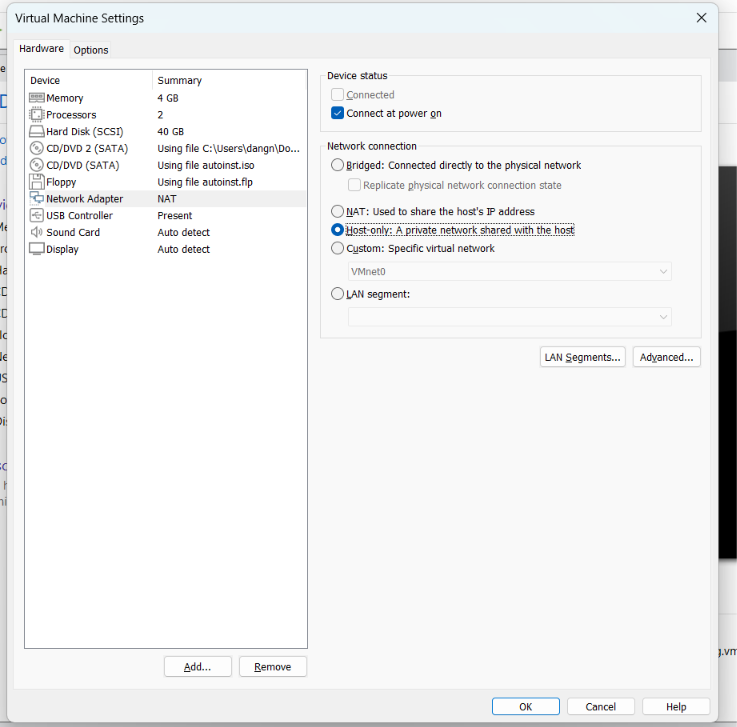 Virtual Machine Settings
Hardware Options
Device Summary
Memory 4 GB
Processors 2
Hard Disk (SCSI) 40 GB
CD/DVD 2 (SATA) Using file C:\Users\dangn\Do...
CD/DVD (SATA) Using file autoinst.iso
Floppy Using file autoinst.flp
Network Adapter NAT
USB Controller Present
Sound Card Auto detect
Display Auto detect
Add... Remove
Device status
Connected
Connect at power on
Network connection
Bridged: Connected directly to the physical network
Replicate physical network connection state
NAT: Used to share the host's IP address
Host-only: A private network shared with the host
Custom: Specific virtual network
VMnet0
LAN segment:
LAN Segments... Advanced...
OK Cancel Help